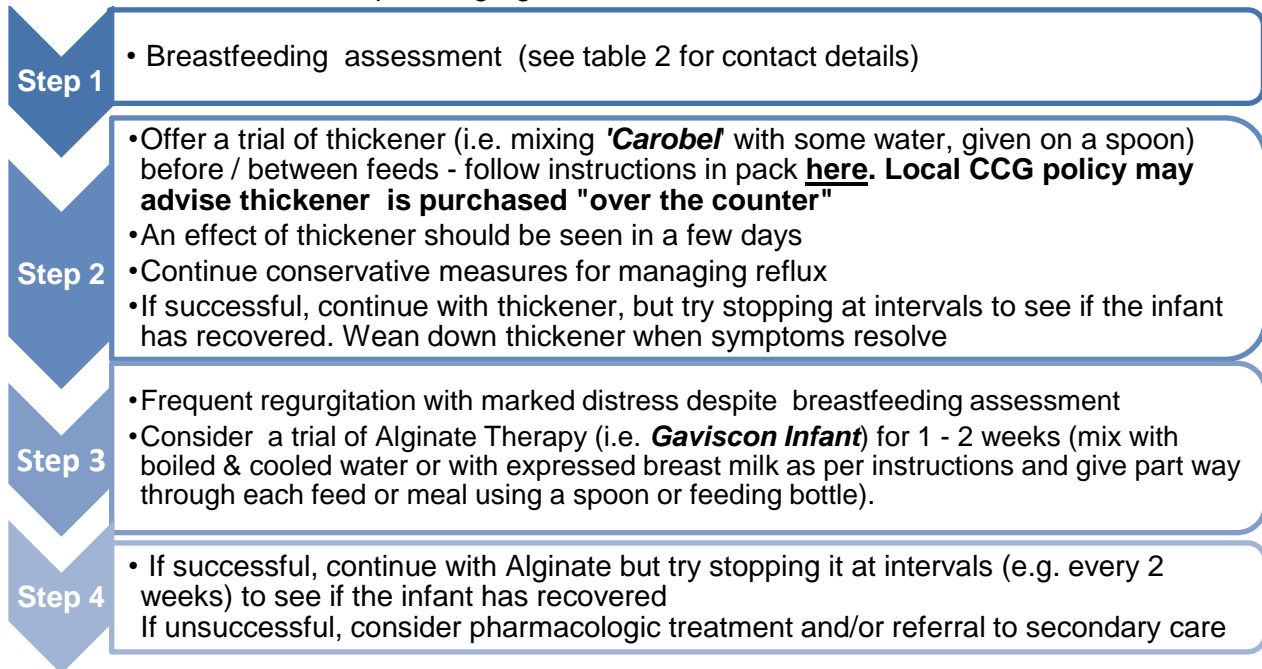 Step 1
• Breastfeeding assessment (see table 2 for contact details)
Step 2
•Offer a trial of thickener (i.e. mixing 'Carobel' with some water, given on a spoon)
before / between feeds - follow instructions in pack here. Local CCG policy may
advise thickener is purchased "over the counter"
•An effect of thickener should be seen in a few days
•Continue conservative measures for managing reflux
•If successful, continue with thickener, but try stopping at intervals to see if the infant
has recovered. Wean down thickener when symptoms resolve
Step 3
•Frequent regurgitation with marked distress despite breastfeeding assessment
•Consider a trial of Alginate Therapy (i.e. Gaviscon Infant) for 1 - 2 weeks (mix with
boiled & cooled water or with expressed breast milk as per instructions and give part way
through each feed or meal using a spoon or feeding bottle).
Step 4
• If successful, continue with Alginate but try stopping it at intervals (e.g. every 2
weeks) to see if the infant has recovered
If unsuccessful, consider pharmacologic treatment and/or referral to secondary care